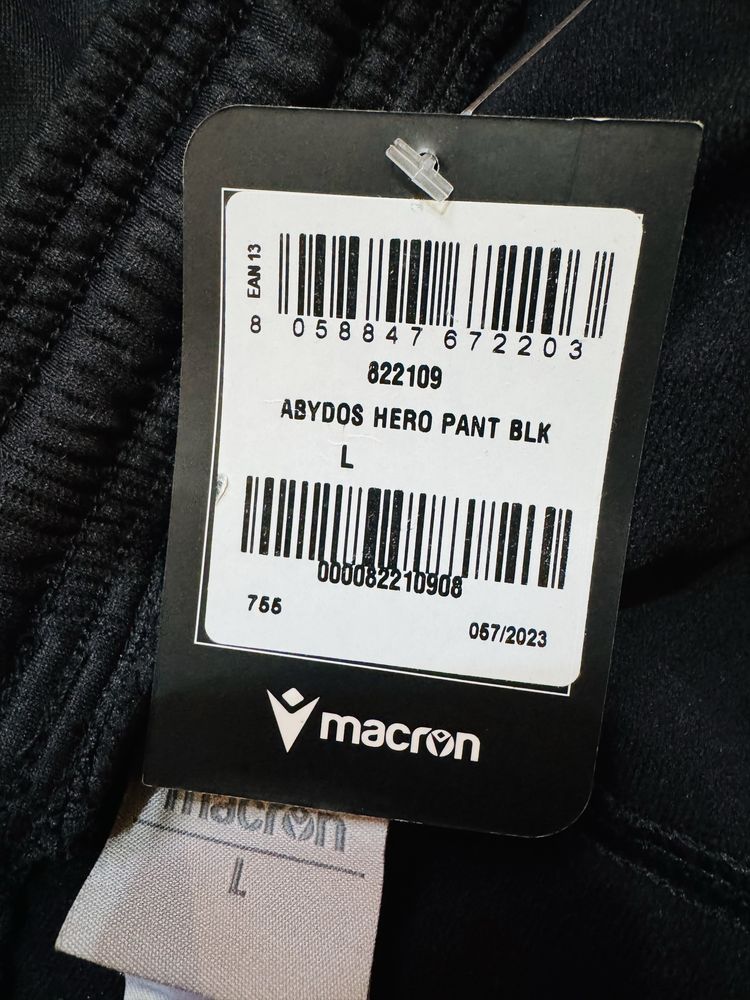 EAN 13
8 058847 672203
822109
ABYDOS HERO PANT BLK
L
000082210908
755
057/2023
macron
macron
L